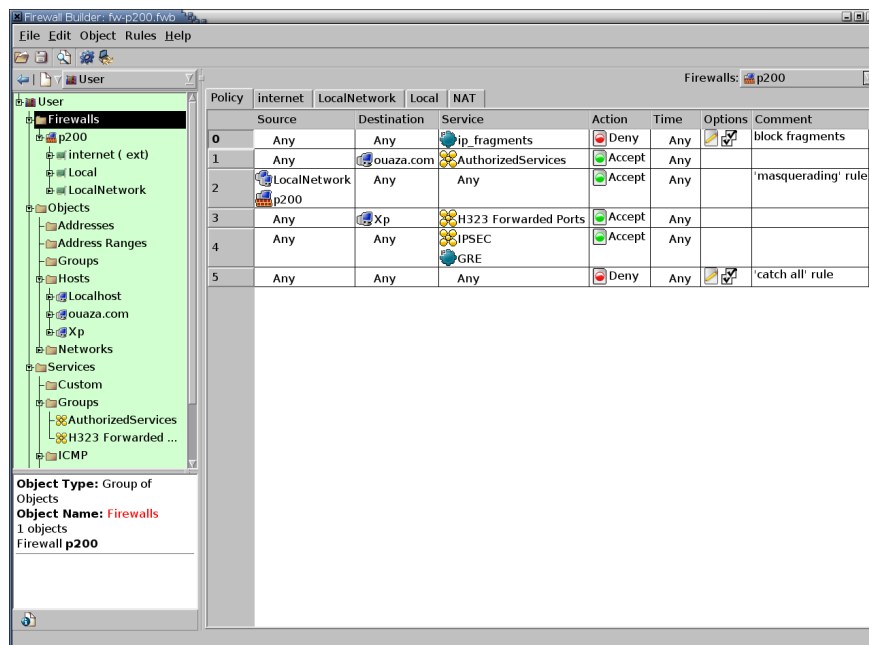 Firewall Builder: fw-p200.fwb
File Edit Object Rules Help
User
Firewalls: p200
User
Firewalls
p200
internet ( ext)
Local
LocalNetwork
Objects
Addresses
Address Ranges
Groups
Hosts
Localhost
ouaza.com
Xp
Networks
Services
Custom
Groups
AuthorizedServices
H323 Forwarded ...
ICMP
Object Type: Group of
Objects
Object Name: Firewalls
1 objects
Firewall p200
Policy internet LocalNetwork Local NAT
Source Destination Service Action Time Options Comment
0 Any Any ip_fragments Deny Any block fragments
1 Any ouaza.com AuthorizedServices Accept Any
2 LocalNetwork Any Any Accept Any 'masquerading' rule
p200
3 Any Xp H323 Forwarded Ports Accept Any
4 Any Any IPSEC Accept Any
GRE
5 Any Any Any Deny Any 'catch all' rule